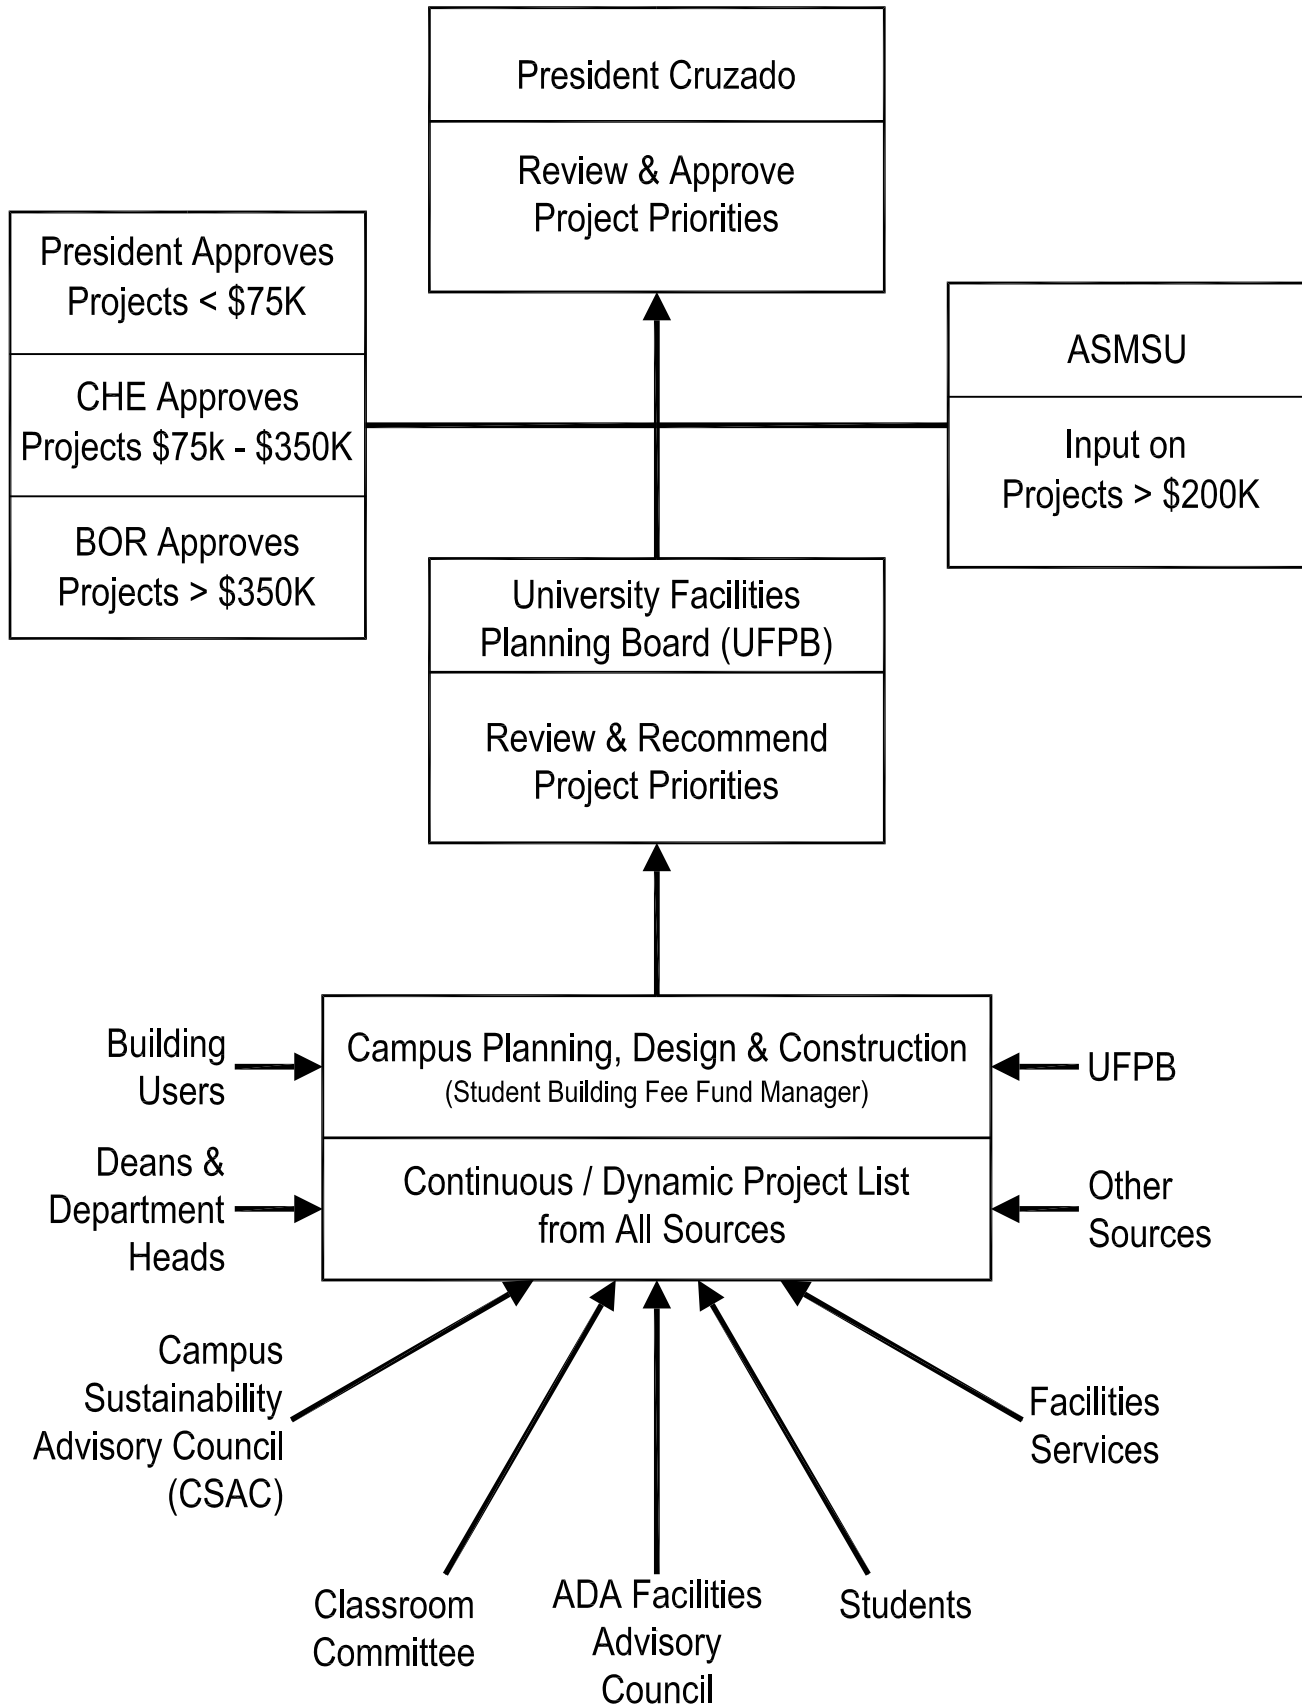 President Cruzado
Review & Approve
Project Priorities
President Approves
Projects < $75K
CHE Approves
Projects $75k - $350K
BOR Approves
Projects > $350K
ASMSU
Input on
Projects > $200K
University Facilities
Planning Board (UFPB)
Review & Recommend
Project Priorities
Building
Users
Campus Planning, Design & Construction
(Student Building Fee Fund Manager)
UFPB
Deans &
Department
Heads
Continuous / Dynamic Project List
from All Sources
Other
Sources
Campus
Sustainability
Advisory Council
(CSAC)
Facilities
Services
Classroom
Committee
ADA Facilities
Advisory
Council
Students